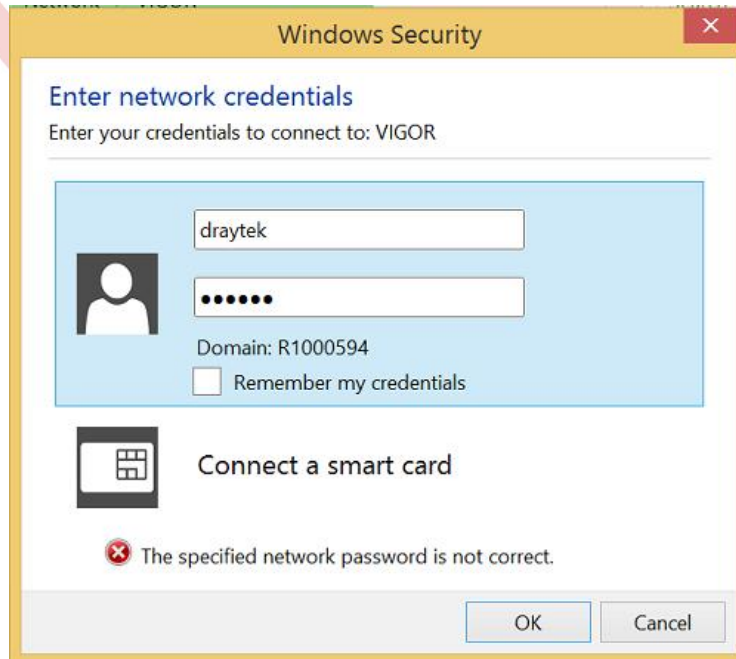 Windows Security
Enter network credentials
Enter your credentials to connect to: VIGOR
draytek
●●●●●●
Domain: R1000594
Remember my credentials
Connect a smart card
The specified network password is not correct.
OK Cancel